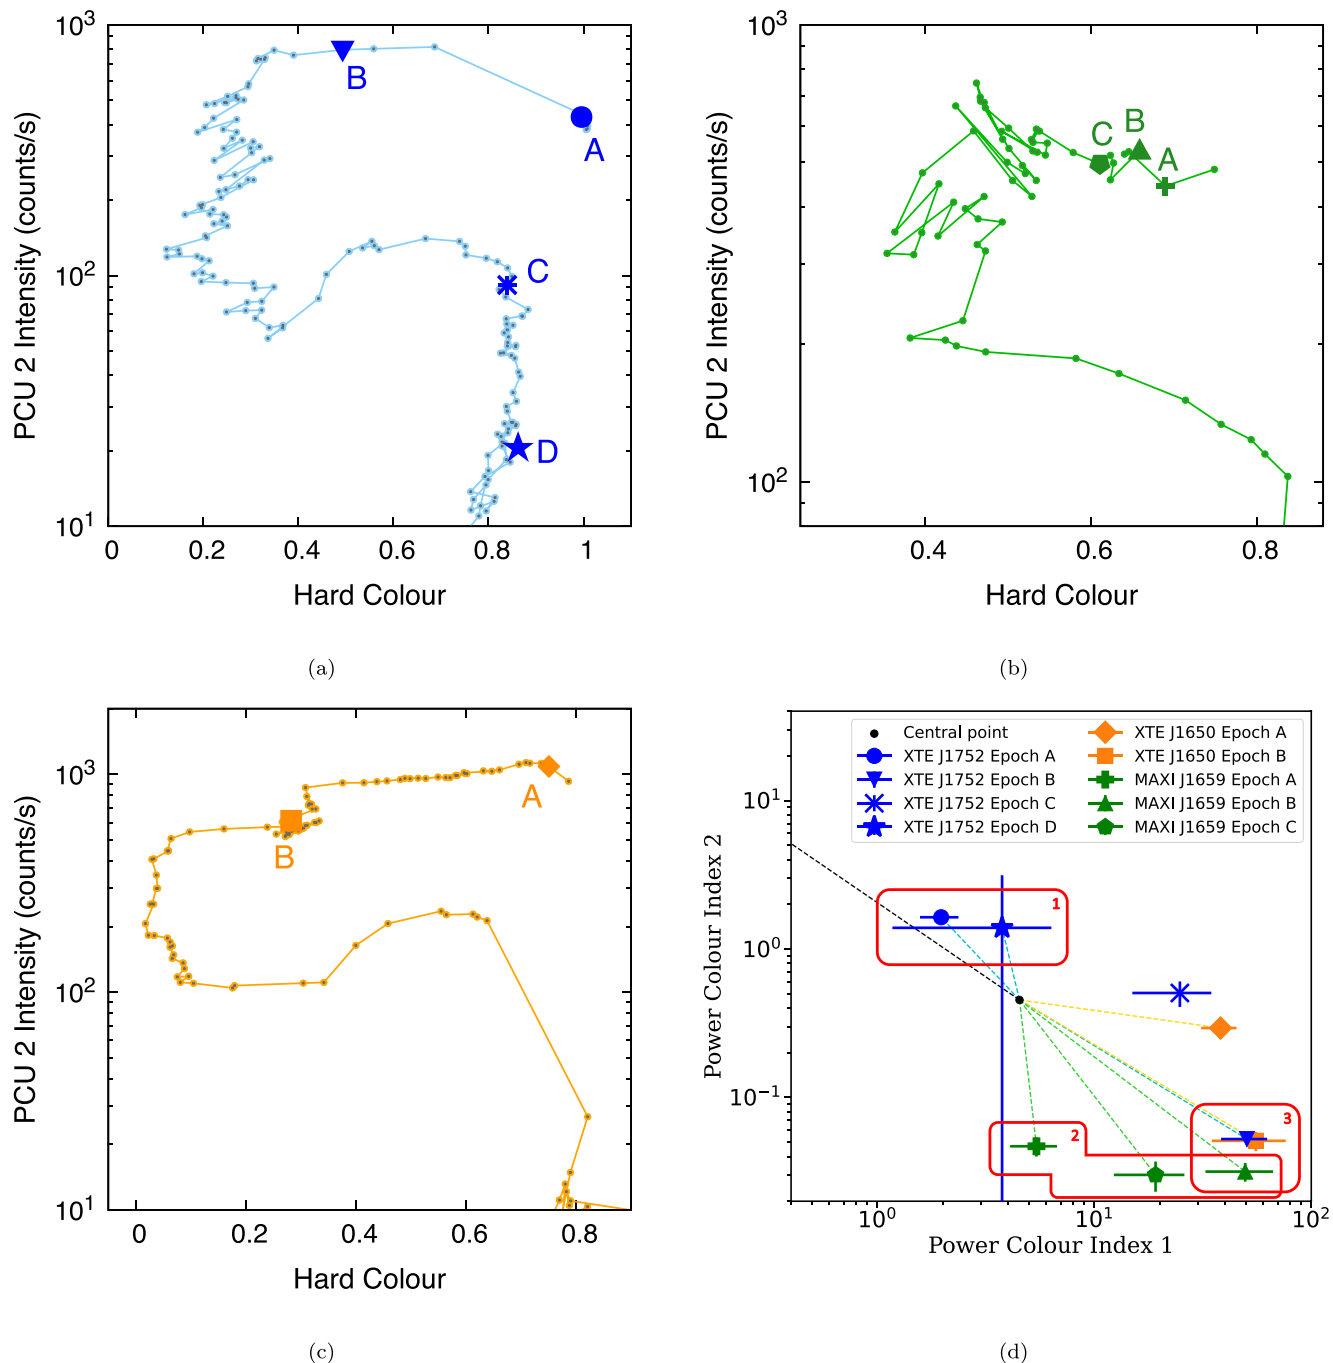 10³
10²
10¹
PCU 2 Intensity (counts/s)
B
A
C
D
0 0.2 0.4 0.6 0.8 1
Hard Colour
(a)
10³
10²
PCU 2 Intensity (counts/s)
C B A
0.4 0.6 0.8
Hard Colour
(b)
10³
10²
10¹
PCU 2 Intensity (counts/s)
A
B
0 0.2 0.4 0.6 0.8
Hard Colour
(c)
Central point
XTE J1752 Epoch A
XTE J1752 Epoch B
XTE J1752 Epoch C
XTE J1752 Epoch D
XTE J1650 Epoch A
XTE J1650 Epoch B
MAXI J1659 Epoch A
MAXI J1659 Epoch B
MAXI J1659 Epoch C
10¹
10⁰
10⁻¹
Power Colour Index 2
1
2
3
10⁰ 10¹ 10²
Power Colour Index 1
(d)